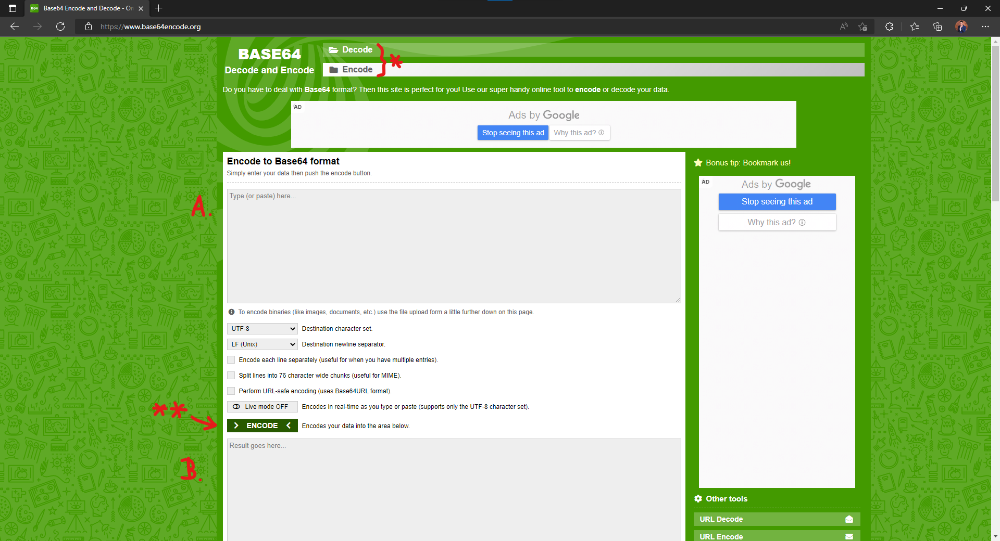 Base64 Encode and Decode - On
https://www.base64encode.org
BASE64
Decode and Encode
Decode
Encode
*
Do you have to deal with Base64 format? Then this site is perfect for you! Use our super handy online tool to encode or decode your data.
AD
Ads by Google
Stop seeing this ad
Why this ad?
Encode to Base64 format
Simply enter your data then push the encode button.
A.
Type (or paste) here...
To encode binaries (like images, documents, etc.) use the file upload form a little further down on this page.
UTF-8 Destination character set.
LF (Unix) Destination newline separator.
Encode each line separately (useful for when you have multiple entries).
Split lines into 76 character wide chunks (useful for MIME).
Perform URL-safe encoding (uses Base64URL format).
Live mode OFF Encodes in real-time as you type or paste (supports only the UTF-8 character set).
**
> ENCODE < Encodes your data into the area below.
Result goes here...
B.
Bonus tip: Bookmark us!
AD
Ads by Google
Stop seeing this ad
Why this ad?
Other tools
URL Decode
URL Encode